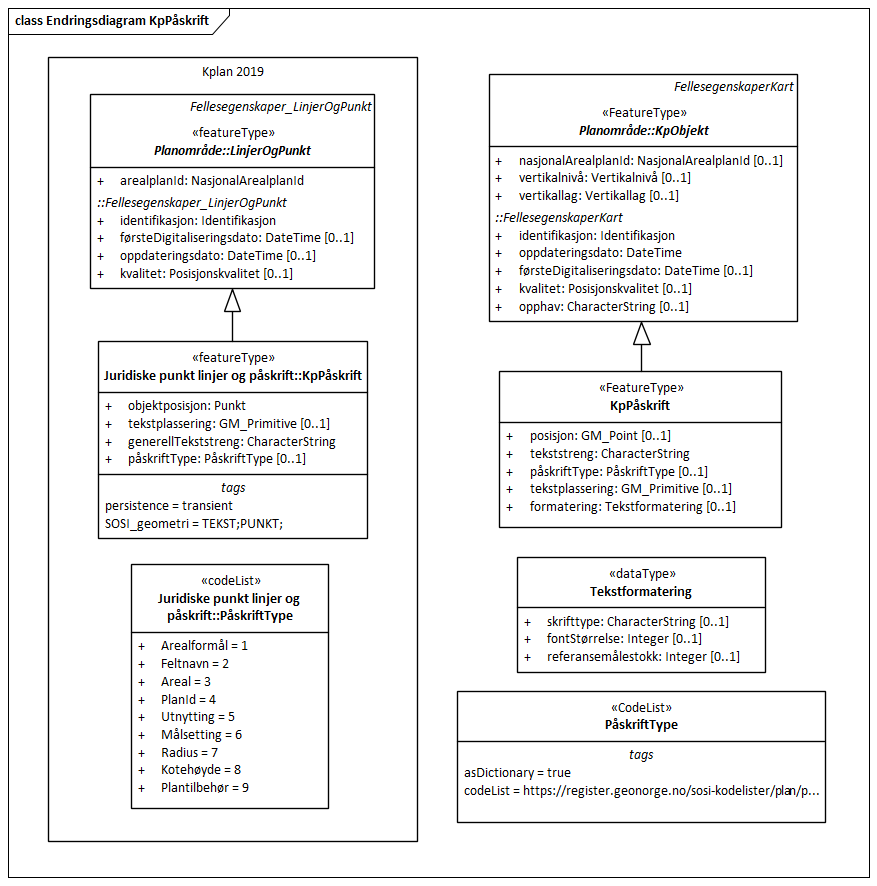 class Endringsdiagram KpPåskrift
Kplan 2019
Fellesegenskaper_LinjerOgPunkt
«featureType»
Planområde::LinjerOgPunkt
+ arealplanId: NasjonalArealplanId
::Fellesegenskaper_LinjerOgPunkt
+ identifikasjon: Identifikasjon
+ førsteDigitaliseringsdato: DateTime [0..1]
+ oppdateringsdato: DateTime [0..1]
+ kvalitet: Posisjonskvalitet [0..1]
«featureType»
Juridiske punkt linjer og påskrift::KpPåskrift
+ objektposisjon: Punkt
+ tekstplassering: GM_Primitive [0..1]
+ generellTekststreng: CharacterString
+ påskriftType: PåskriftType [0..1]
tags
persistence = transient
SOSI_geometri = TEKST;PUNKT;
«codeList»
Juridiske punkt linjer og
påskrift::PåskriftType
+ Arealformål = 1
+ Feltnavn = 2
+ Areal = 3
+ PlanId = 4
+ Utnytting = 5
+ Målsetting = 6
+ Radius = 7
+ Kotehøyde = 8
+ Plantilbehør = 9
FellesegenskaperKart
«FeatureType»
Planområde::KpObjekt
+ nasjonalArealplanId: NasjonalArealplanId [0..1]
+ vertikalnivå: Vertikalnivå [0..1]
+ vertikallag: Vertikallag [0..1]
::FellesegenskaperKart
+ identifikasjon: Identifikasjon
+ oppdateringsdato: DateTime
+ førsteDigitaliseringsdato: DateTime [0..1]
+ kvalitet: Posisjonskvalitet [0..1]
+ opphav: CharacterString [0..1]
«FeatureType»
KpPåskrift
+ posisjon: GM_Point [0..1]
+ tekststreng: CharacterString
+ påskriftType: PåskriftType [0..1]
+ tekstplassering: GM_Primitive [0..1]
+ formatering: Tekstformatering [0..1]
«dataType»
Tekstformatering
+ skrifttype: CharacterString [0..1]
+ fontStørrelse: Integer [0..1]
+ referansemålestokk: Integer [0..1]
«CodeList»
PåskriftType
tags
asDictionary = true
codeList = https://register.geonorge.no/sosi-kodelister/plan/p...